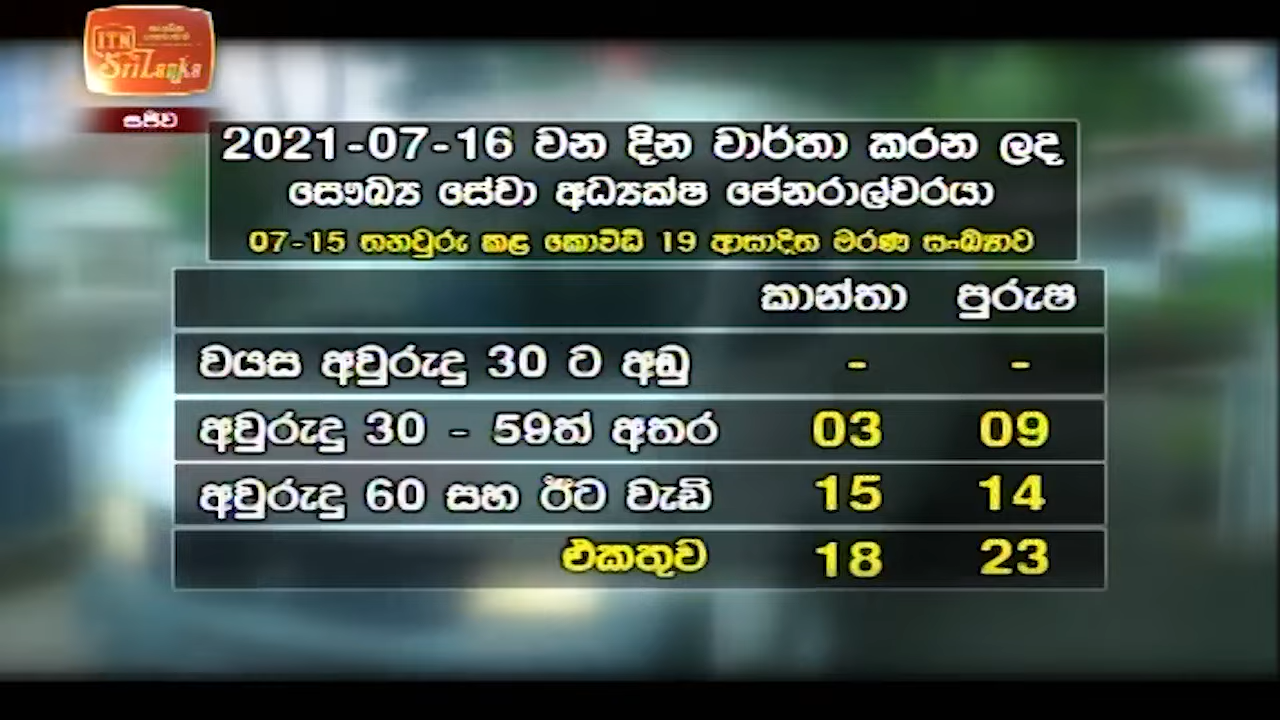 ITN
Sri Lanka
සජීව
2021-07-16 වන දින වාර්තා කරන ලද
සෞඛ්‍ය සේවා අධ්‍යක්ෂ ජෙනරාල්වරයා
07-15 තහවුරු කළ කොවිඩ් 19 ආසාදිත මරණ සංඛ්‍යාව
කාන්තා පුරුෂ
වයස අවුරුදු 30 ට අඩු - -
අවුරුදු 30 - 59ත් අතර 03 09
අවුරුදු 60 සහ ඊට වැඩි 15 14
එකතුව 18 23